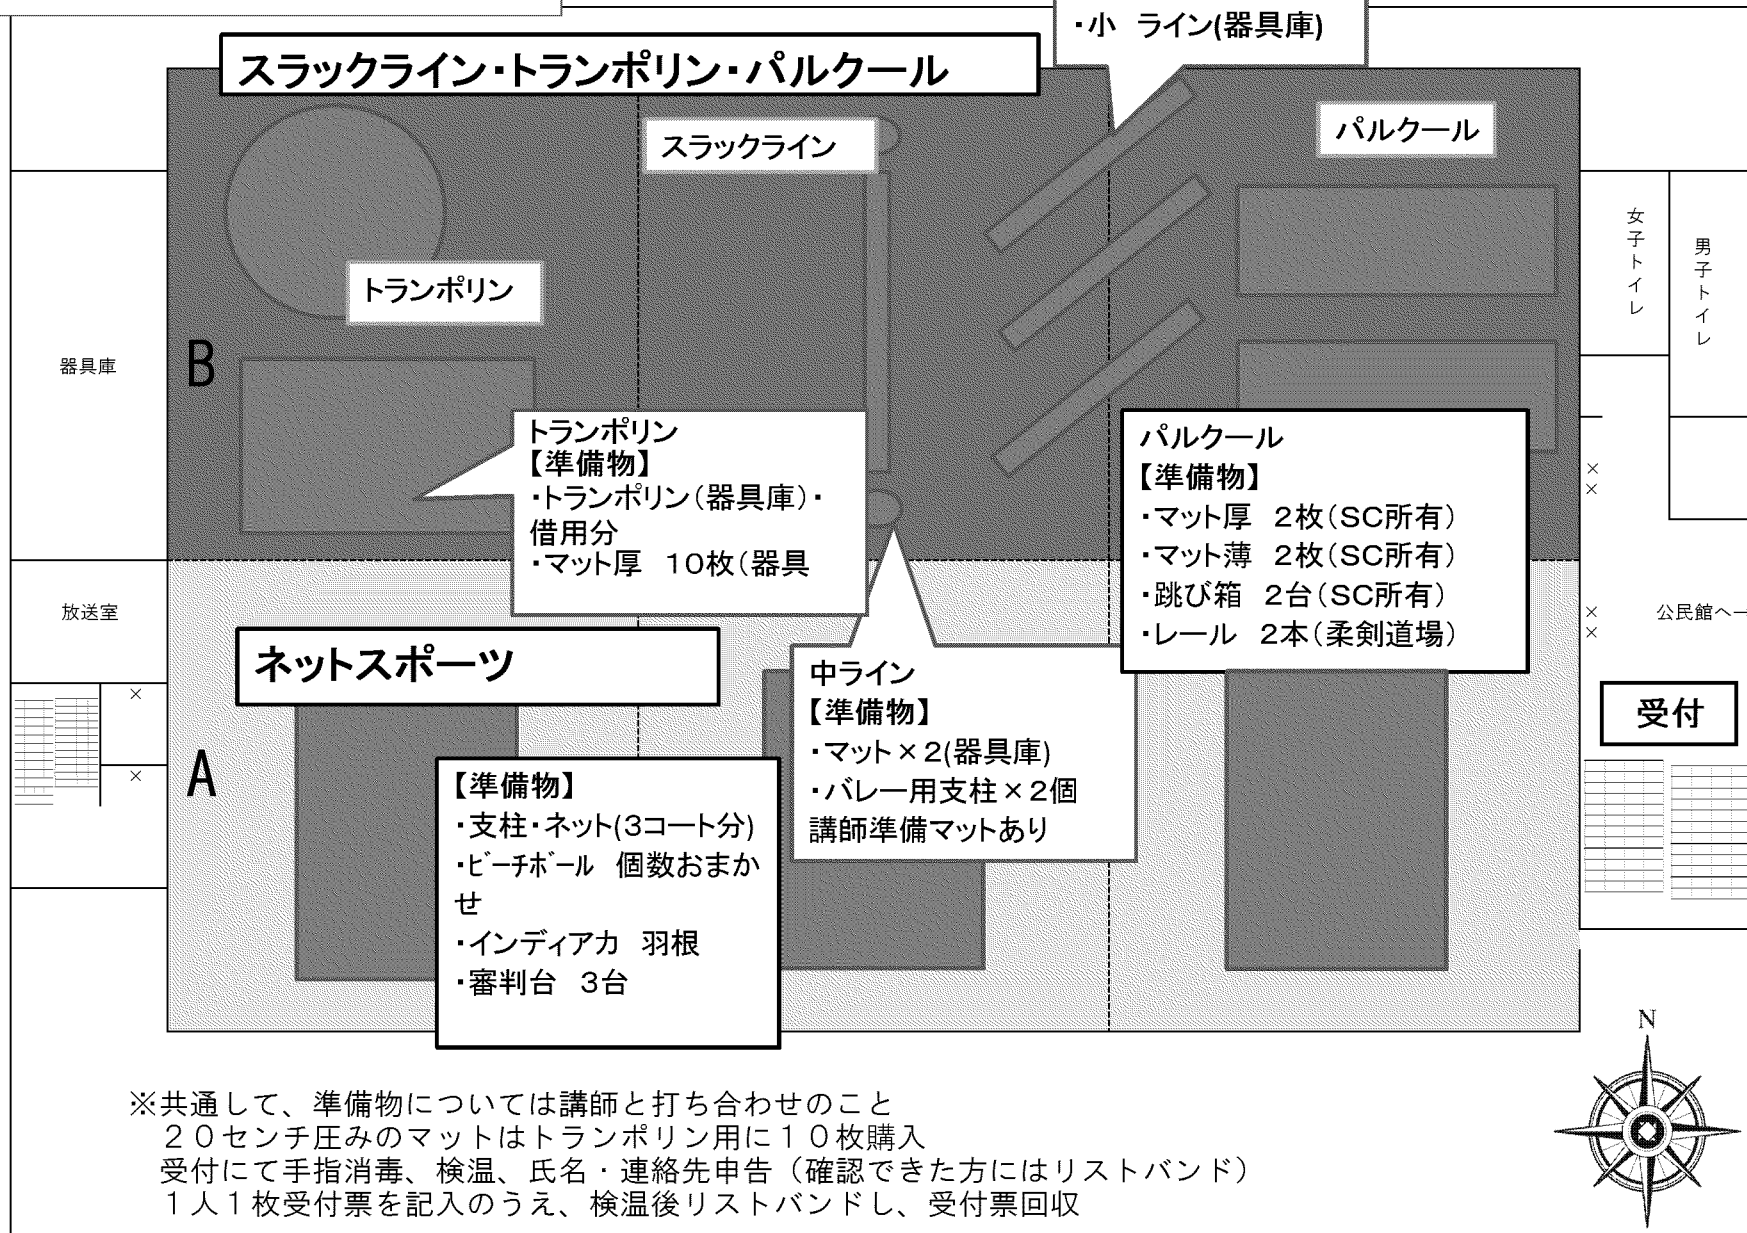 ・小　ライン(器具庫)
スラックライン・トランポリン・パルクール
スラックライン
パルクール
トランポリン
女子トイレ
男子トイレ
器具庫
B
トランポリン
【準備物】
・トランポリン（器具庫）・
借用分
・マット厚　10枚（器具
パルクール
【準備物】
・マット厚　2枚（SC所有）
・マット薄　2枚（SC所有）
・跳び箱　2台（SC所有）
・レール　2本（柔剣道場）
放送室
公民館へ
ネットスポーツ
中ライン
【準備物】
・マット×2(器具庫)
・バレー用支柱×2個
講師準備マットあり
受付
A
【準備物】
・支柱・ネット(3コート分)
・ﾋﾞｰﾁﾎﾞｰﾙ　個数おまか
せ
・インディアカ　羽根
・審判台　3台
N
※共通して、準備物については講師と打ち合わせのこと
２０センチ圧みのマットはトランポリン用に１０枚購入
受付にて手指消毒、検温、氏名・連絡先申告（確認できた方にはリストバンド）
１人１枚受付票を記入のうえ、検温後リストバンドし、受付票回収